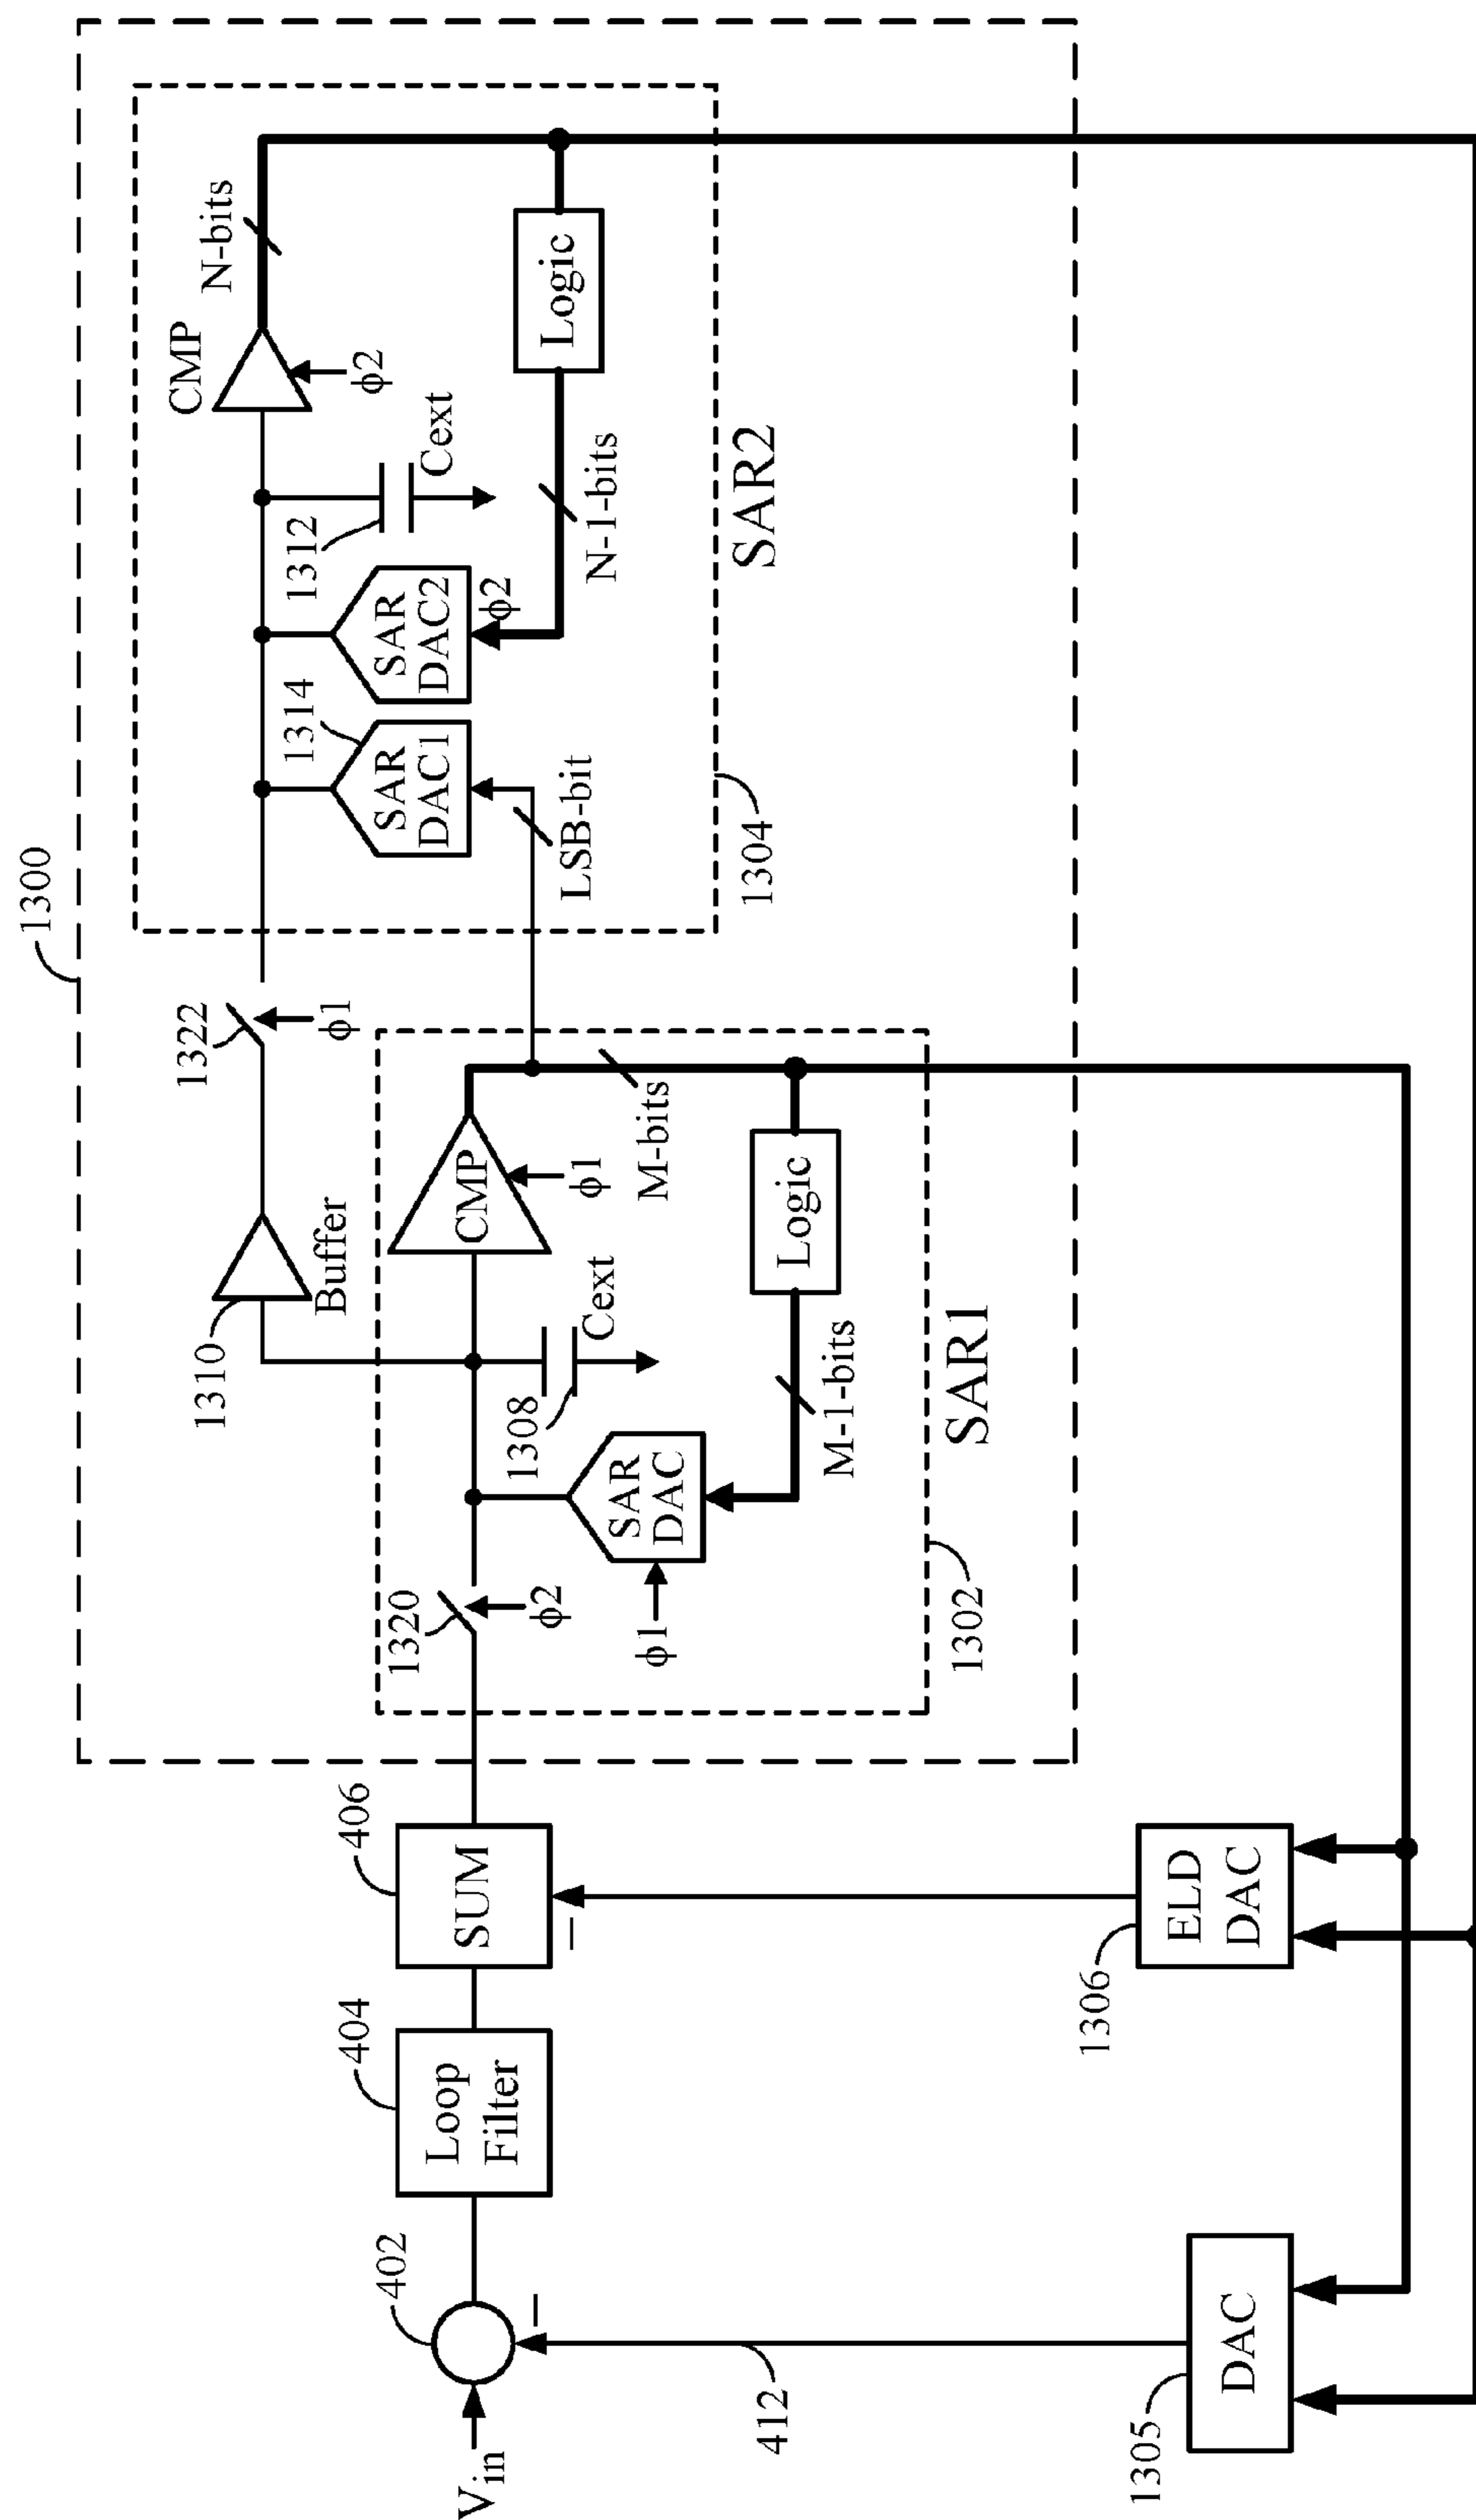 1300
1322
N-bits
CMP
ϕ2
1310
Buffer
ϕ1
1314
1312
Cext
SAR
DAC1
SAR
DAC2
ϕ2
Logic
LSB-bit
N-1-bits
SAR2
1304
404
406
1320
Loop
Filter
SUM
ϕ2
1308
Cext
CMP
ϕ1
402
Vin
ϕ1
SAR
DAC
M-bits
Logic
M-1-bits
SAR1
1302
412
1305
DAC
1306
ELD
DAC